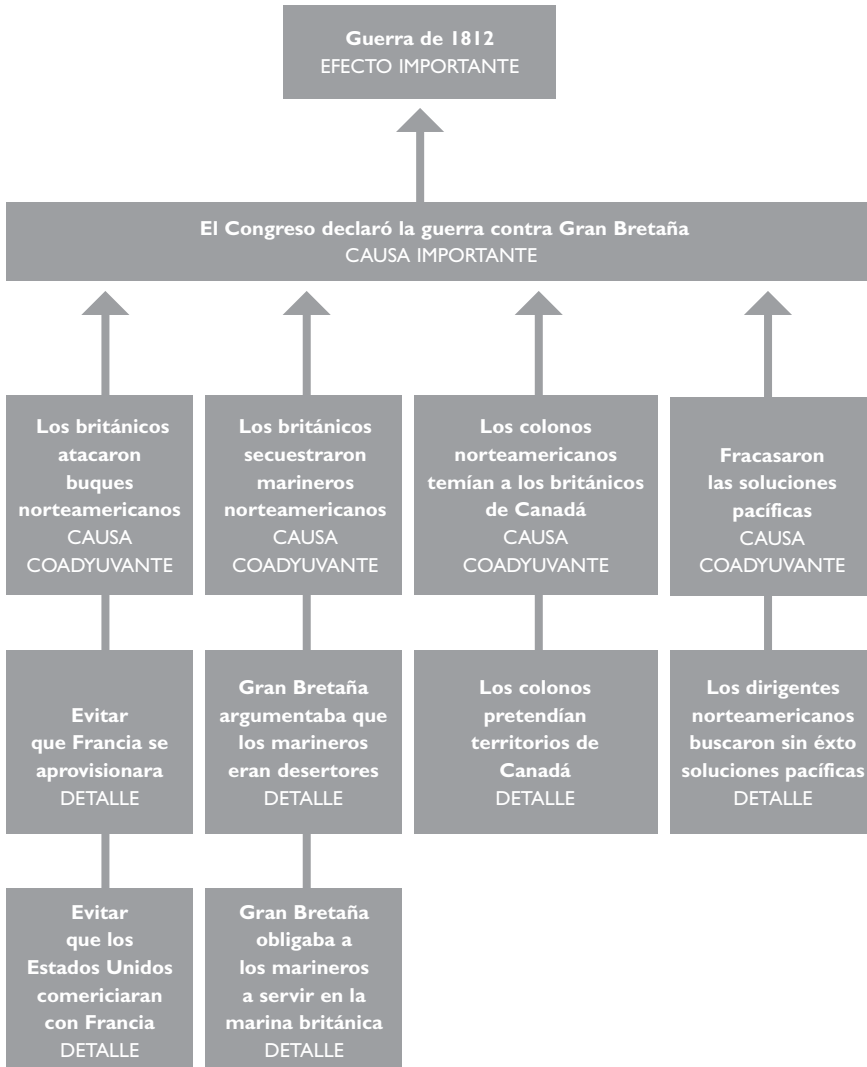 Guerra de 1812
EFECTO IMPORTANTE
El Congreso declaró la guerra contra Gran Bretaña
CAUSA IMPORTANTE
Los británicos
atacaron
buques
norteamericanos
CAUSA
COADYUVANTE
Los británicos
secuestraron
marineros
norteamericanos
CAUSA
COADYUVANTE
Los colonos
norteamericanos
temían a los británicos
de Canadá
CAUSA
COADYUVANTE
Fracasaron
las soluciones
pacíficas
CAUSA
COADYUVANTE
Evitar
que Francia se
aprovisionara
DETALLE
Gran Bretaña
argumentaba que
los marineros
eran desertores
DETALLE
Los colonos
pretendían
territorios de
Canadá
DETALLE
Los dirigentes
norteamericanos
buscaron sin éxto
soluciones pacíficas
DETALLE
Evitar
que los
Estados Unidos
comericiaran
con Francia
DETALLE
Gran Bretaña
obligaba a
los marineros
a servir en la
marina británica
DETALLE